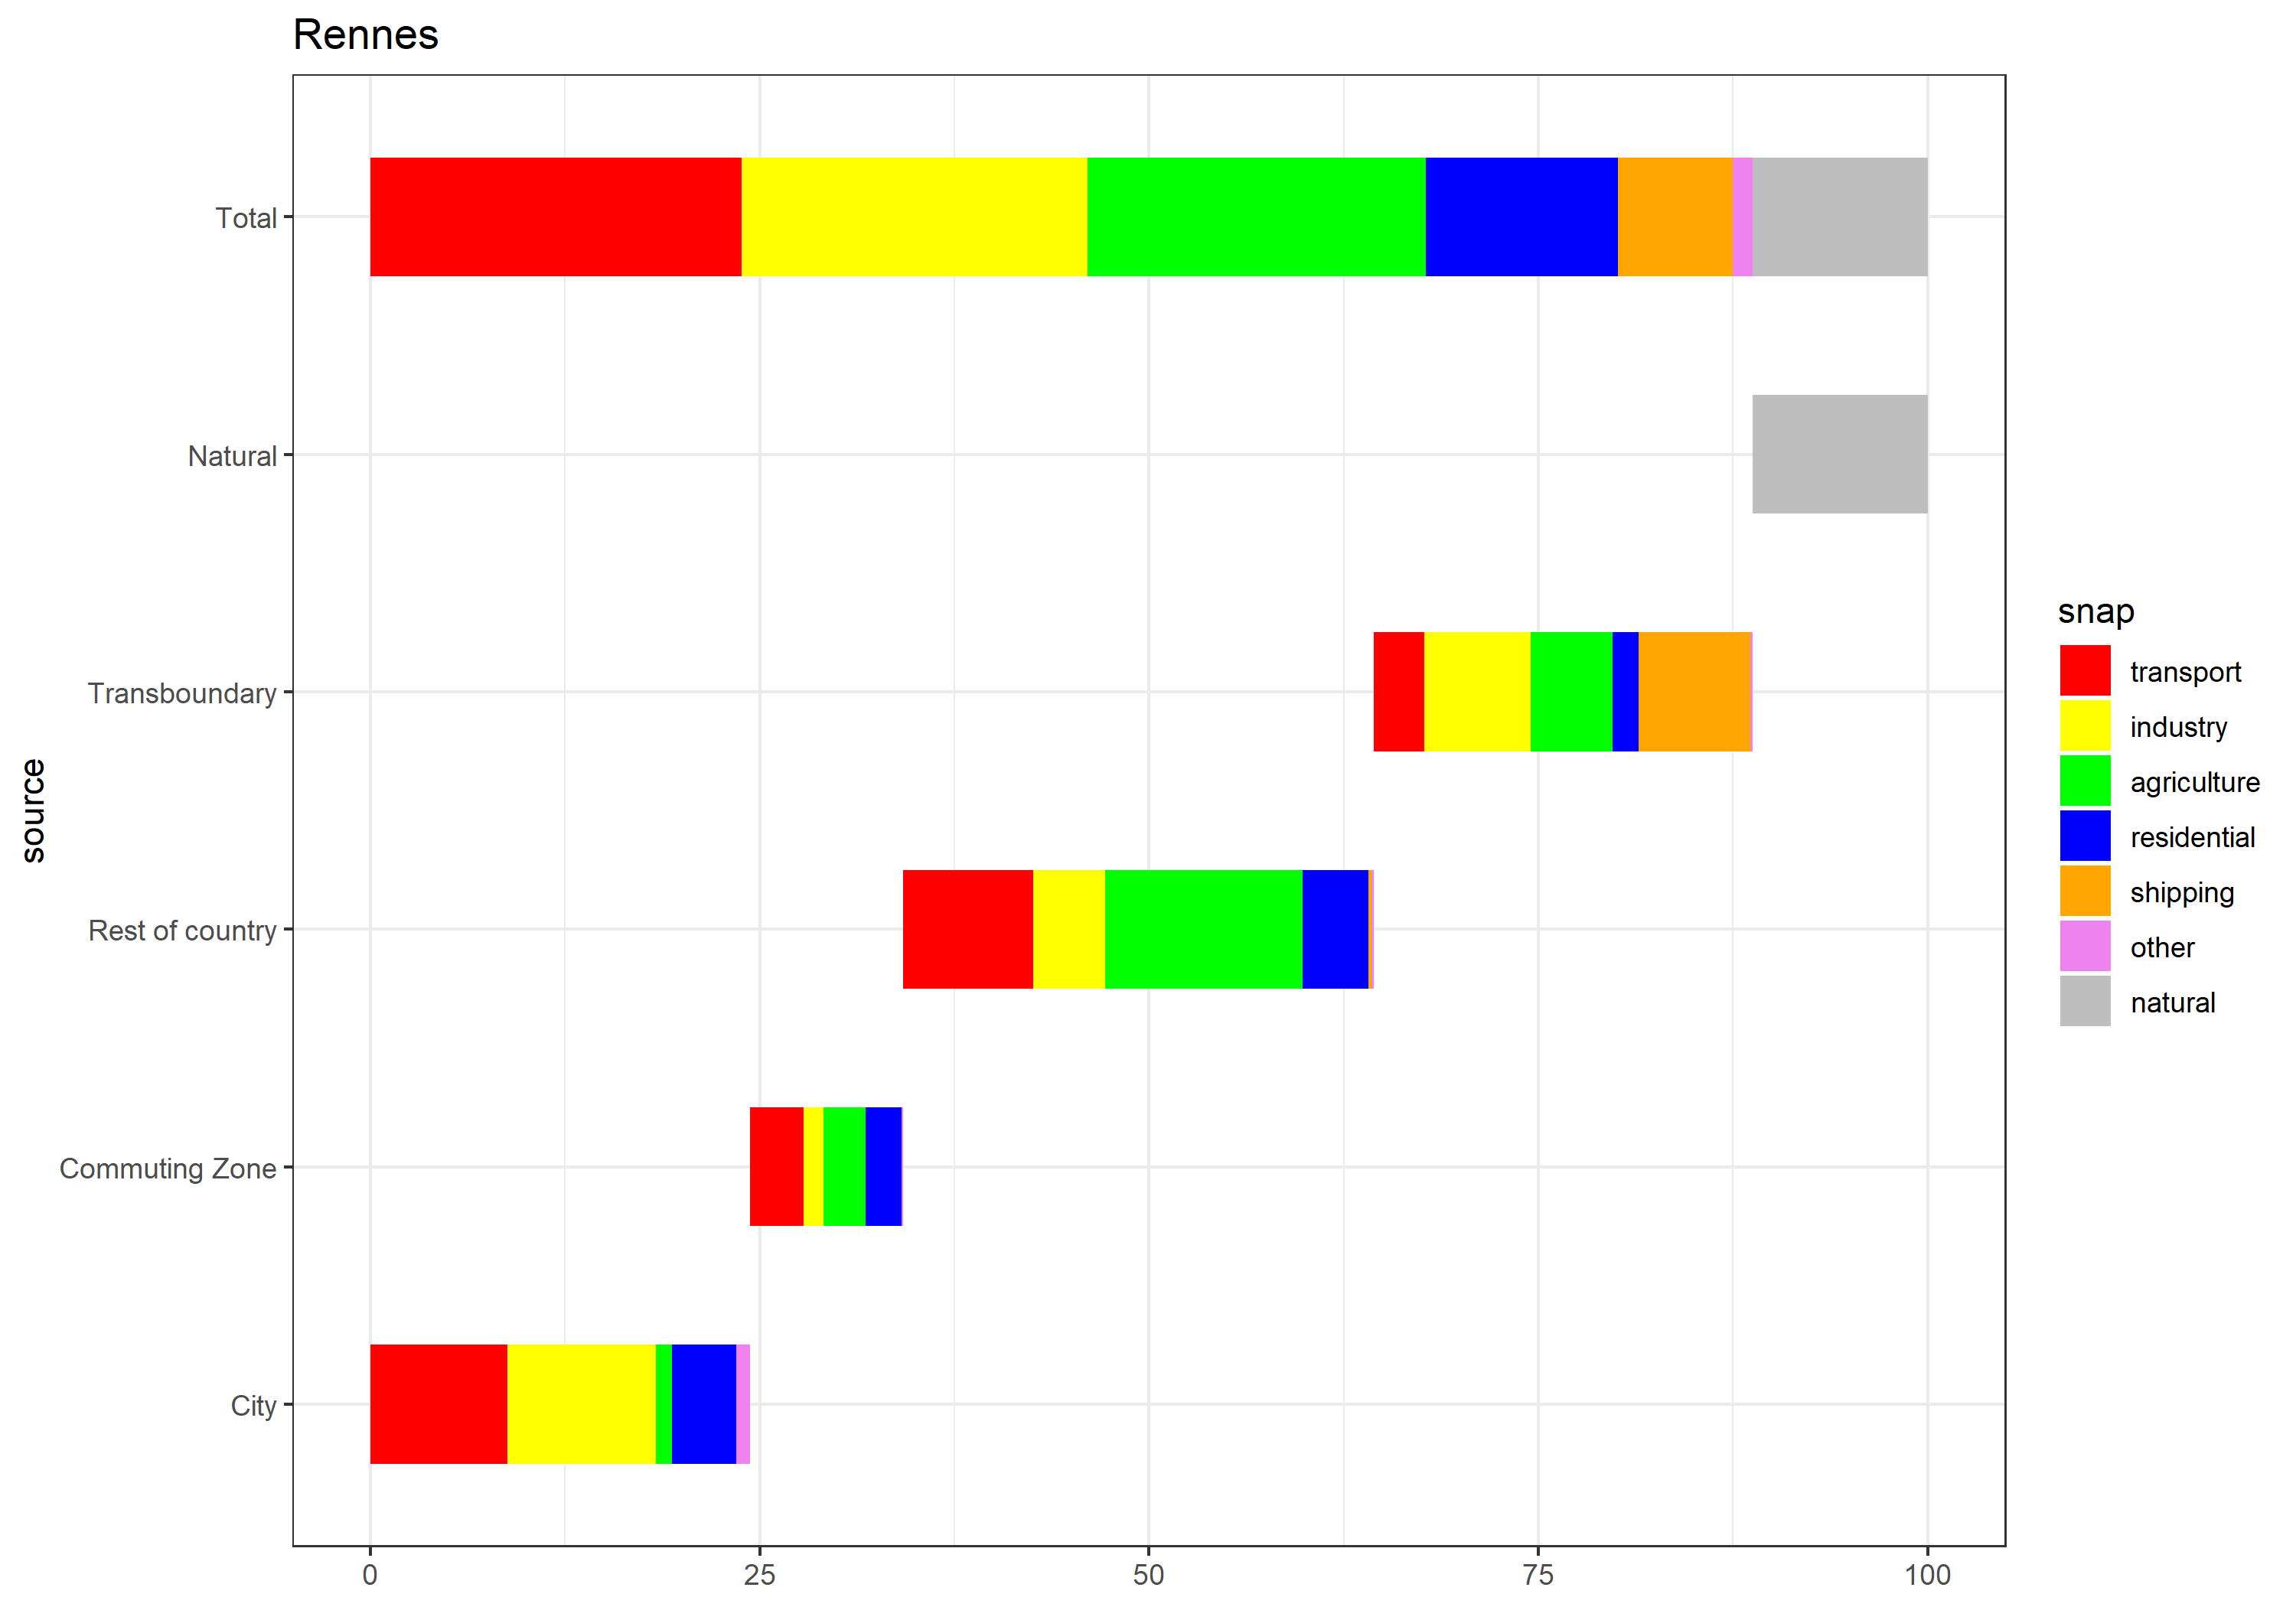 Rennes
source
Total
Natural
Transboundary
Rest of country
Commuting Zone
City
0 25 50 75 100
snap
transport
industry
agriculture
residential
shipping
other
natural